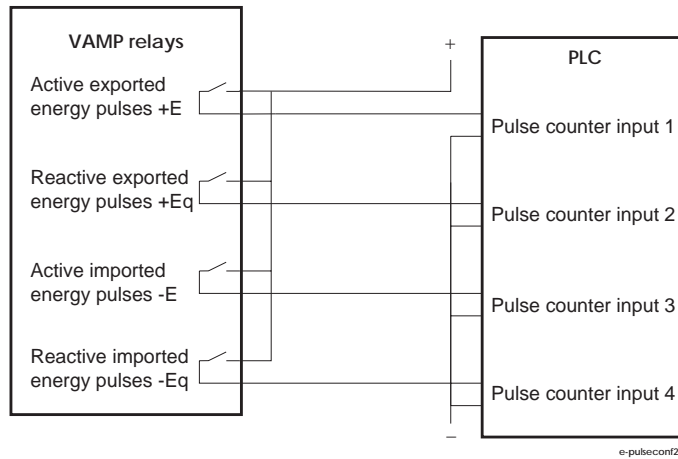 VAMP relays
Active exported
energy pulses +E
Reactive exported
energy pulses +Eq
Active imported
energy pulses -E
Reactive imported
energy pulses -Eq
+
−
PLC
Pulse counter input 1
Pulse counter input 2
Pulse counter input 3
Pulse counter input 4
e-pulseconf2